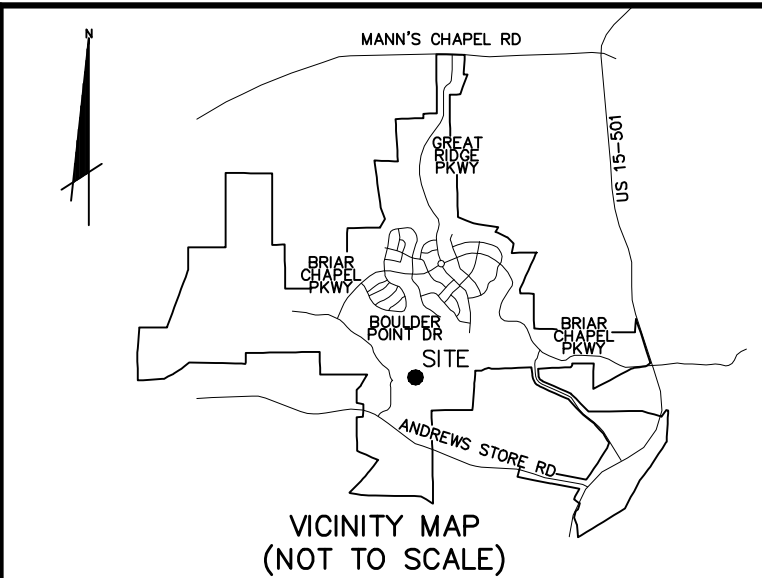 N
MANN'S CHAPEL RD
US 15-501
GREAT
RIDGE
PKWY
BRIAR
CHAPEL
PKWY
BOULDER
POINT DR
BRIAR
CHAPEL
PKWY
SITE
ANDREWS STORE RD
VICINITY MAP
(NOT TO SCALE)